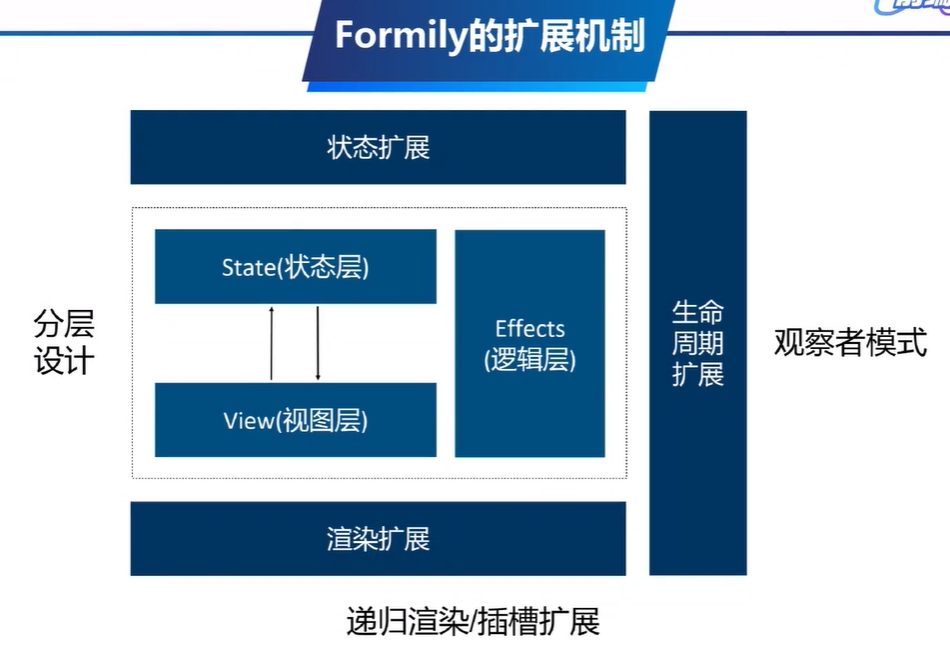 Formily的扩展机制
状态扩展
State(状态层)
View(视图层)
Effects
(逻辑层)
生命
周期
扩展
分层
设计
观察者模式
渲染扩展
递归渲染/插槽扩展